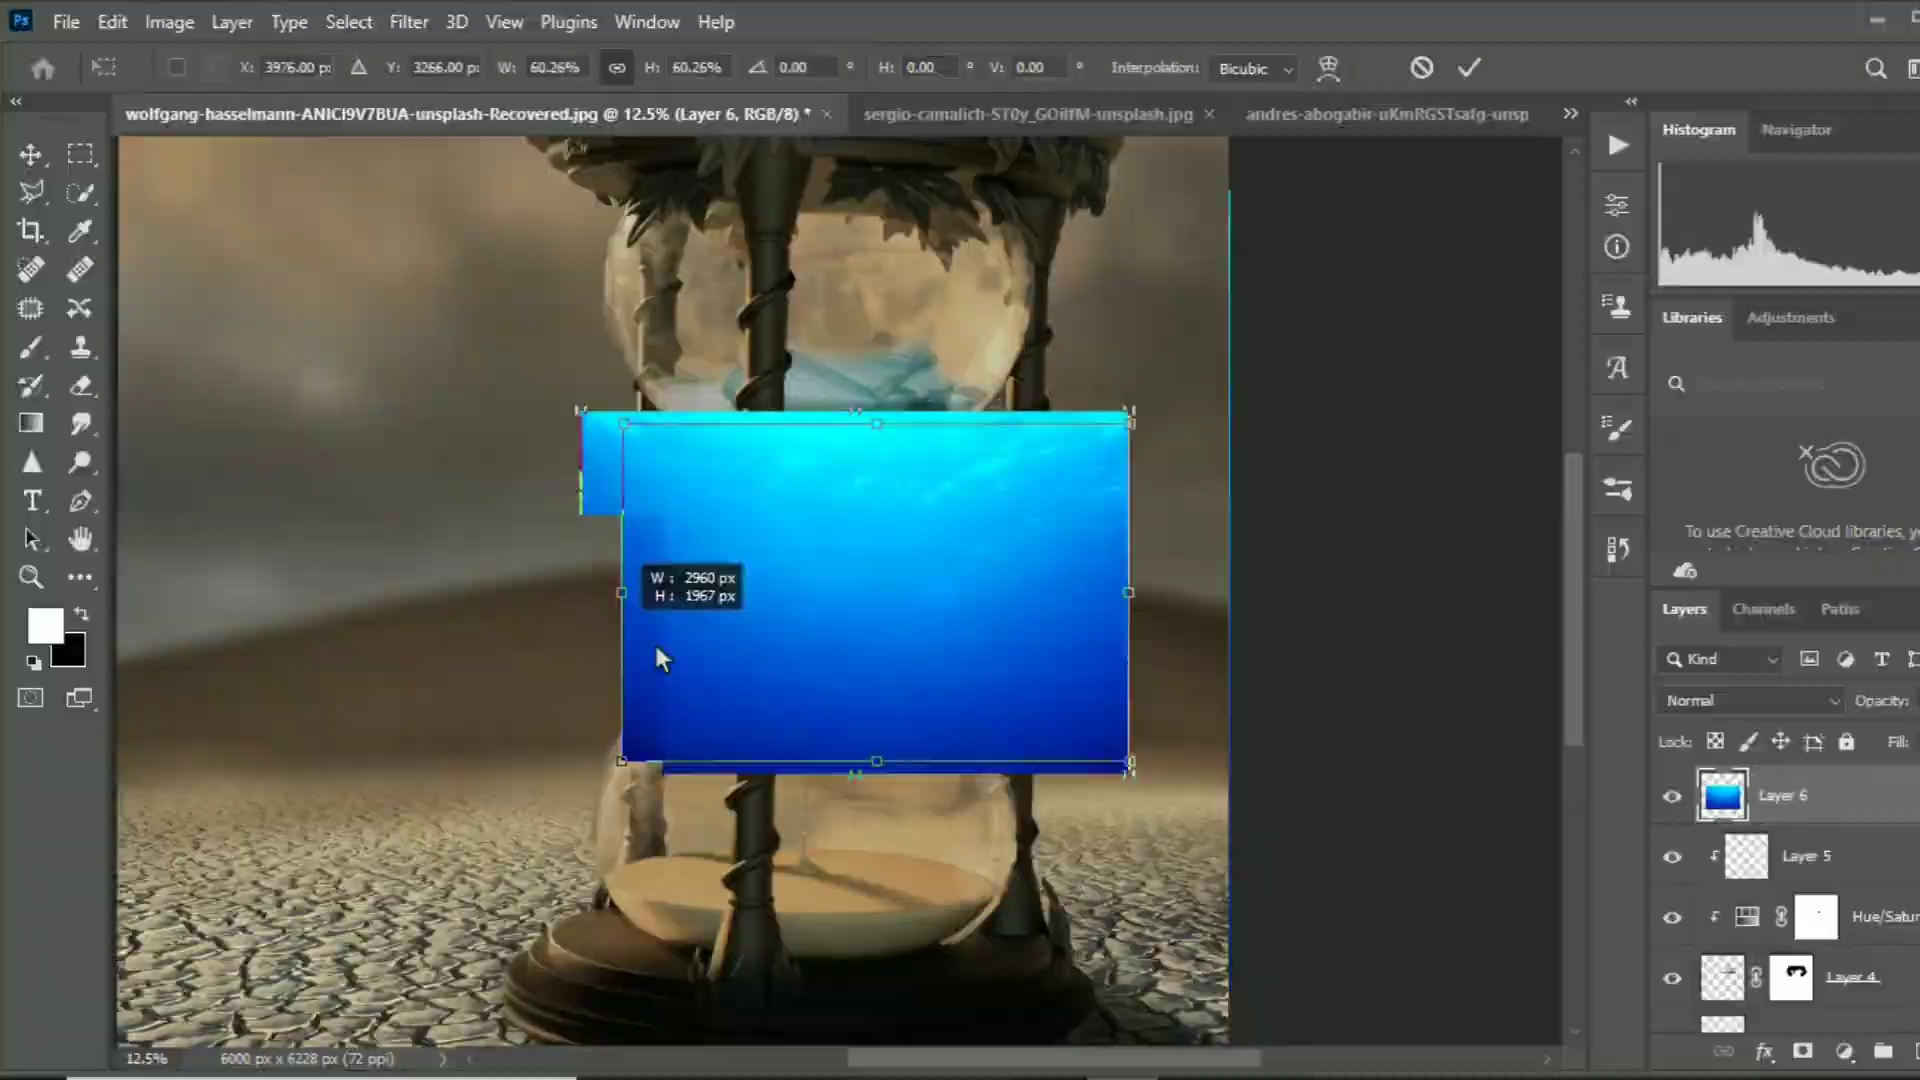 Ps File Edit Image Layer Type Select Filter 3D View Plugins Window Help
X: 3976.00 p: Y: 3266.00 p: W: 60.26% H: 60.26% 0.00 ° H: 0.00 ° V: 0.00 ° Interpolation: Bicubic
wolfgang-hasselmann-ANICI9V7BUA-unsplash-Recovered.jpg @ 12.5% (Layer 6, RGB/8) * × sergio-camalich-ST0y_GOilfM-unsplash.jpg × andres-abogabir-uKmRGSTsafg-unsp
Histogram Navigator
Libraries Adjustments
To use Creative Cloud libraries, y
W : 2960 px
H : 1967 px
Layers Channels Paths
Kind
Normal Opacity:
Lock: Fill:
Layer 6
Layer 5
Hue/Satur
Layer 4
12.5% 6000 px x 6228 px (72 ppi)